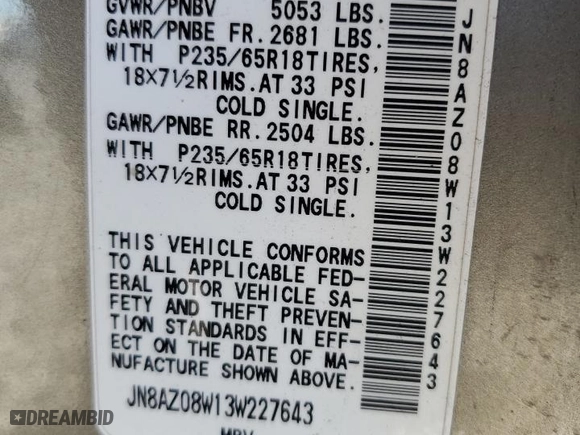 GVWR/PNBV 5053 LBS.
GAWR/PNBE FR. 2681 LBS.
WITH P235/65R18TIRES,
18X7½RIMS.AT 33 PSI
COLD SINGLE.
GAWR/PNBE RR. 2504 LBS.
WITH P235/65R18TIRES,
18X7½RIMS.AT 33 PSI
COLD SINGLE.
THIS VEHICLE CONFORMS
TO ALL APPLICABLE FED-
ERAL MOTOR VEHICLE SA-
FETY AND THEFT PREVEN-
TION STANDARDS IN EFF-
ECT ON THE DATE OF MA-
NUFACTURE SHOWN ABOVE.
JN8AZ08W13W227643
MPV
JN8AZ08W13W227643
© AUTOBIDCAR